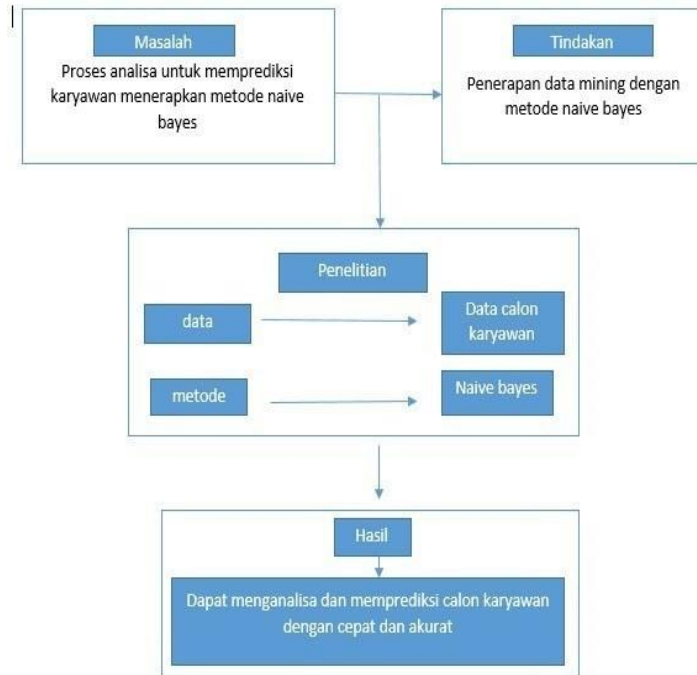 Masalah
Proses analisa untuk memprediksi
karyawan menerapkan metode naive
bayes
Tindakan
Penerapan data mining dengan
metode naive bayes
Penelitian
data
Data calon
karyawan
metode
Naive bayes
Hasil
Dapat menganalisa dan memprediksi calon karyawan
dengan cepat dan akurat